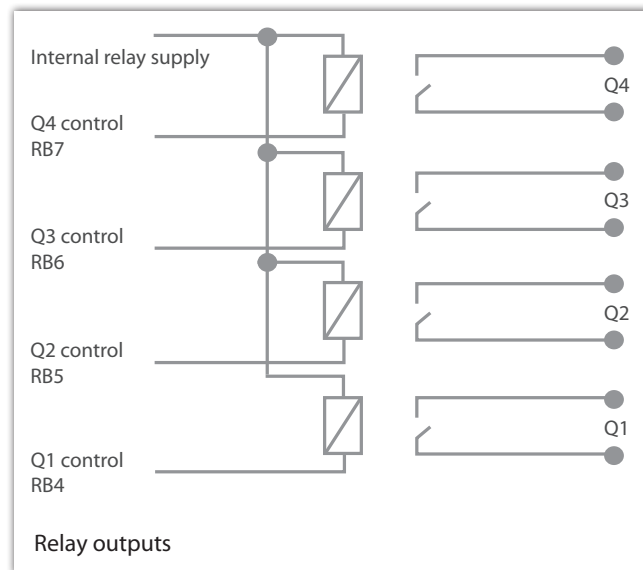 Internal relay supply
Q4
Q4 control
RB7
Q3
Q3 control
RB6
Q2
Q2 control
RB5
Q1
Q1 control
RB4
Relay outputs